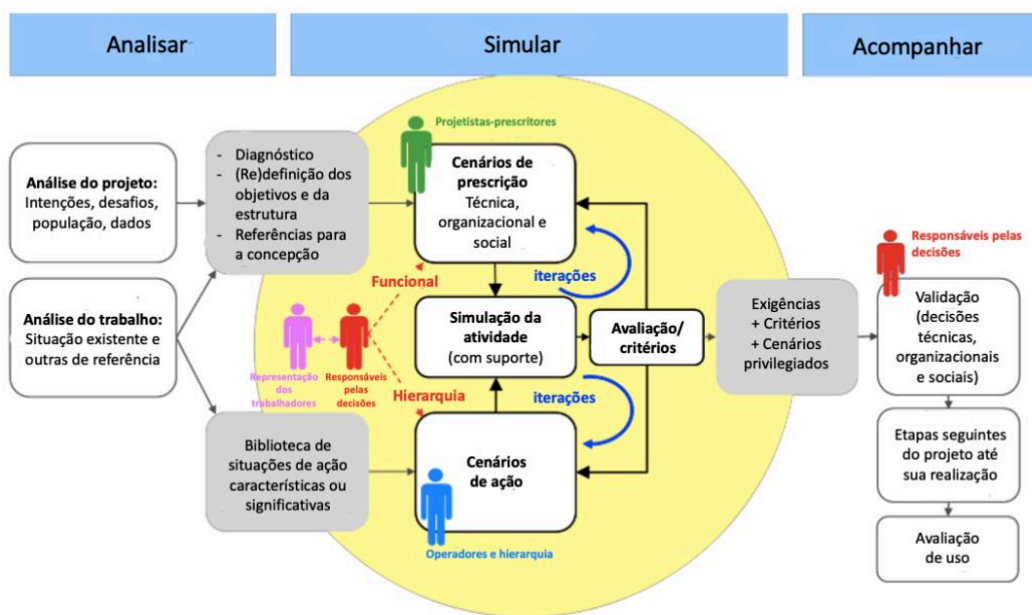 Analisar
Simular
Acompanhar
Análise do projeto:
Intenções, desafios,
população, dados
Análise do trabalho:
Situação existente e
outras de referência
- Diagnóstico
- (Re)definição dos
objetivos e da
estrutura
- Referências para
a concepção
Biblioteca de
situações de ação
características ou
significativas
Projetistas-prescritores
Cenários de
prescrição
Técnica,
organizacional e
social
Funcional
iterações
Representação
dos
trabalhadores
Responsáveis
pelas
decisões
Simulação da
atividade
(com suporte)
Avaliação/
critérios
Hierarquia
iterações
Cenários
de ação
Operadores e hierarquia
Exigências
+ Critérios
+ Cenários
privilegiados
Responsáveis pelas
decisões
Validação
(decisões
técnicas,
organizacionais
e sociais)
Etapas seguintes
do projeto até
sua realização
Avaliação
de uso